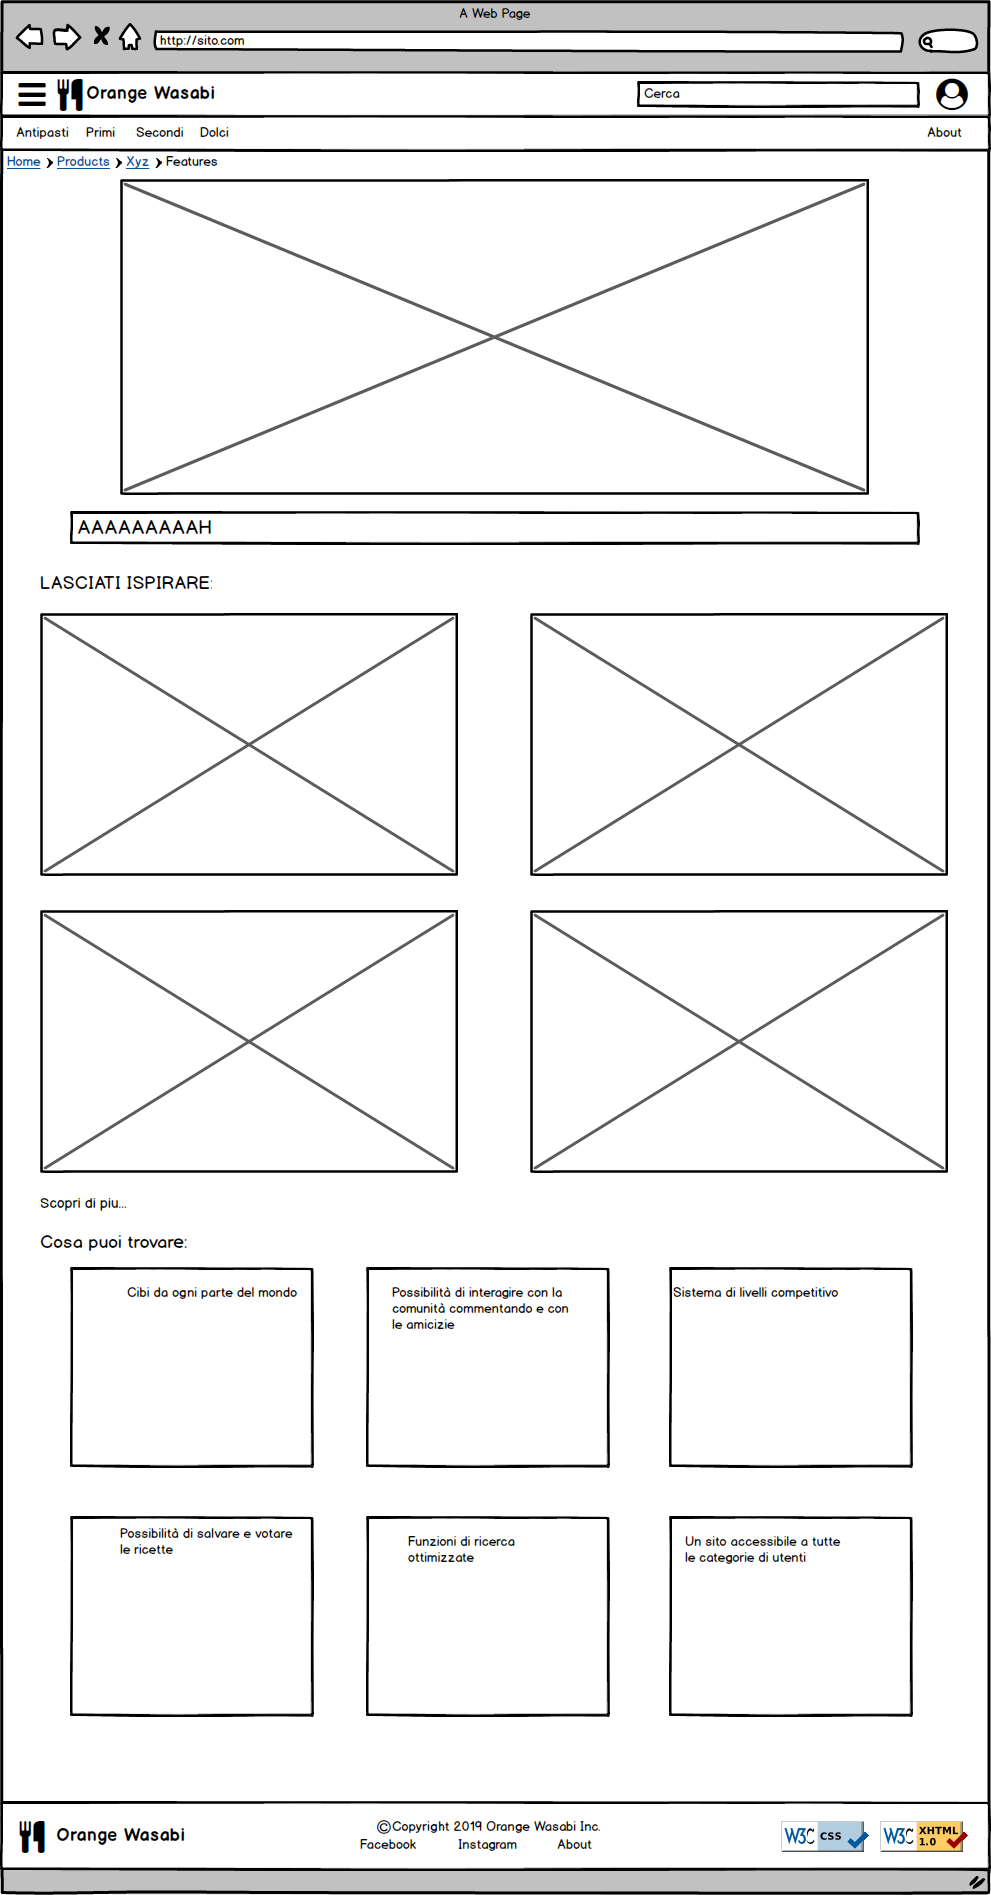 A Web Page
http://sito.com
Orange Wasabi
Cerca
Antipasti Primi Secondi Dolci About
Home Products Xyz Features
AAAAAAAAAH
LASCIATI ISPIRARE:
Scopri di piu...
Cosa puoi trovare:
Cibi da ogni parte del mondo
Possibilità di interagire con la
comunità commentando e con
le amicizie
Sistema di livelli competitivo
Possibilità di salvare e votare
le ricette
Funzioni di ricerca
ottimizzate
Un sito accessibile a tutte
le categorie di utenti
Orange Wasabi
©Copyright 2019 Orange Wasabi Inc.
Facebook Instagram About
W3C CSS
W3C XHTML
1.0